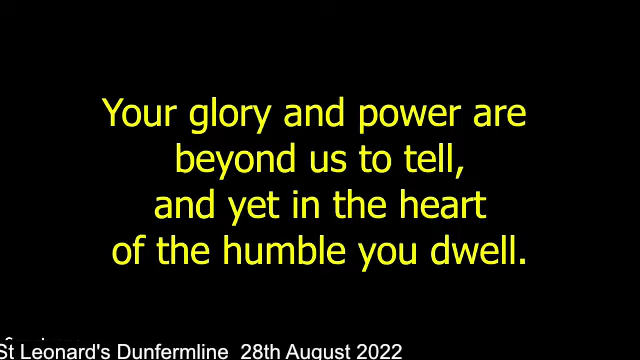 Your glory and power are
beyond us to tell,
and yet in the heart
of the humble you dwell.
St Leonard's Dunfermline 28th August 2022